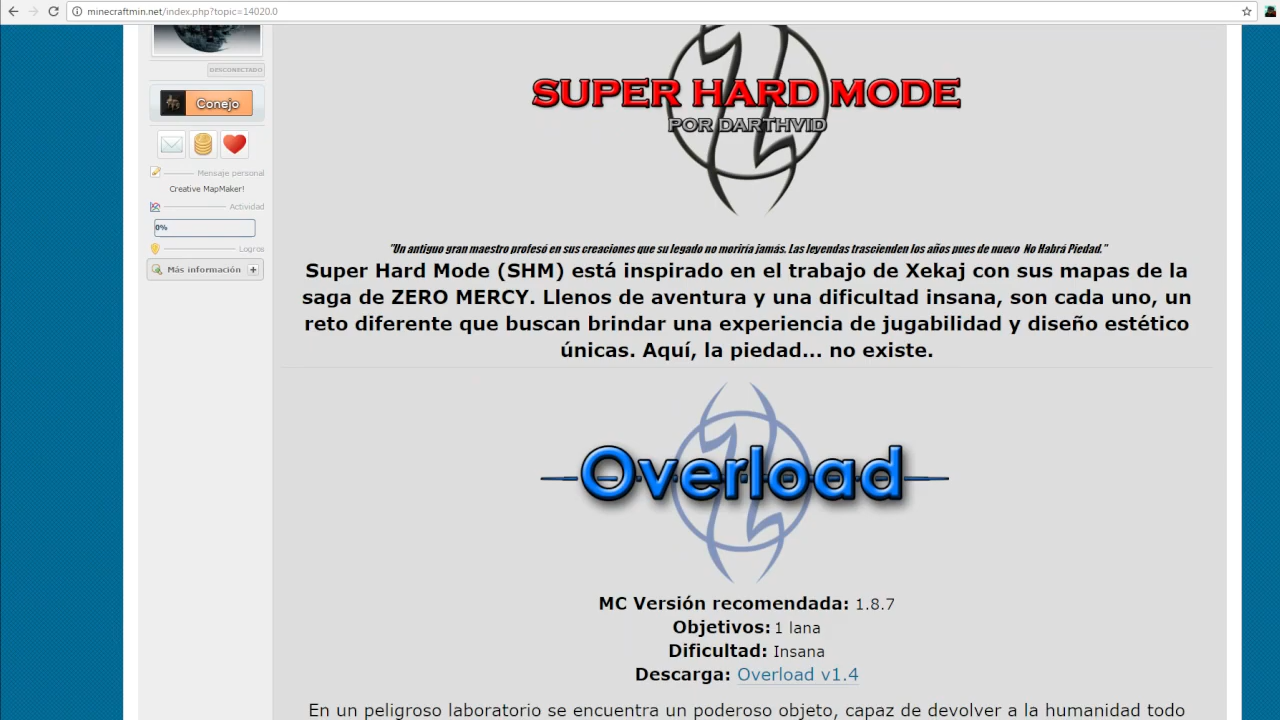 minecraftmin.net/index.php?topic=14020.0
DESCONECTADO
Conejo
Mensaje personal
Creative MapMaker!
Actividad
0%
Logros
Más información
SUPER HARD MODE
POR DARTHVID
"Un antiguo gran maestro profesó en sus creaciones que su legado no moriría jamás. Las leyendas trascienden los años pues de nuevo No Habrá Piedad."
Super Hard Mode (SHM) está inspirado en el trabajo de Xekaj con sus mapas de la
saga de ZERO MERCY. Llenos de aventura y una dificultad insana, son cada uno, un
reto diferente que buscan brindar una experiencia de jugabilidad y diseño estético
únicas. Aquí, la piedad... no existe.
Overload
MC Versión recomendada: 1.8.7
Objetivos: 1 lana
Dificultad: Insana
Descarga: Overload v1.4
En un peligroso laboratorio se encuentra un poderoso objeto, capaz de devolver a la humanidad todo